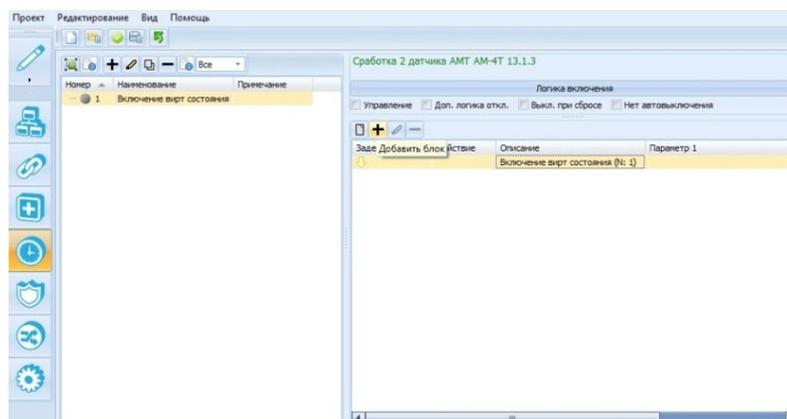 Проект Редактирование Вид Помощь
Все
Сработка 2 датчика АМТ АМ-4Т 13.1.3
Номер Наименование Примечание
1 Включение вирт состояния
Логика включения
Управление Доп. логика откл. Выкл. при сбросе Нет автовыключения
Заде Добавить блок йствие Описание Параметр 1
Включение вирт состояния (N: 1)